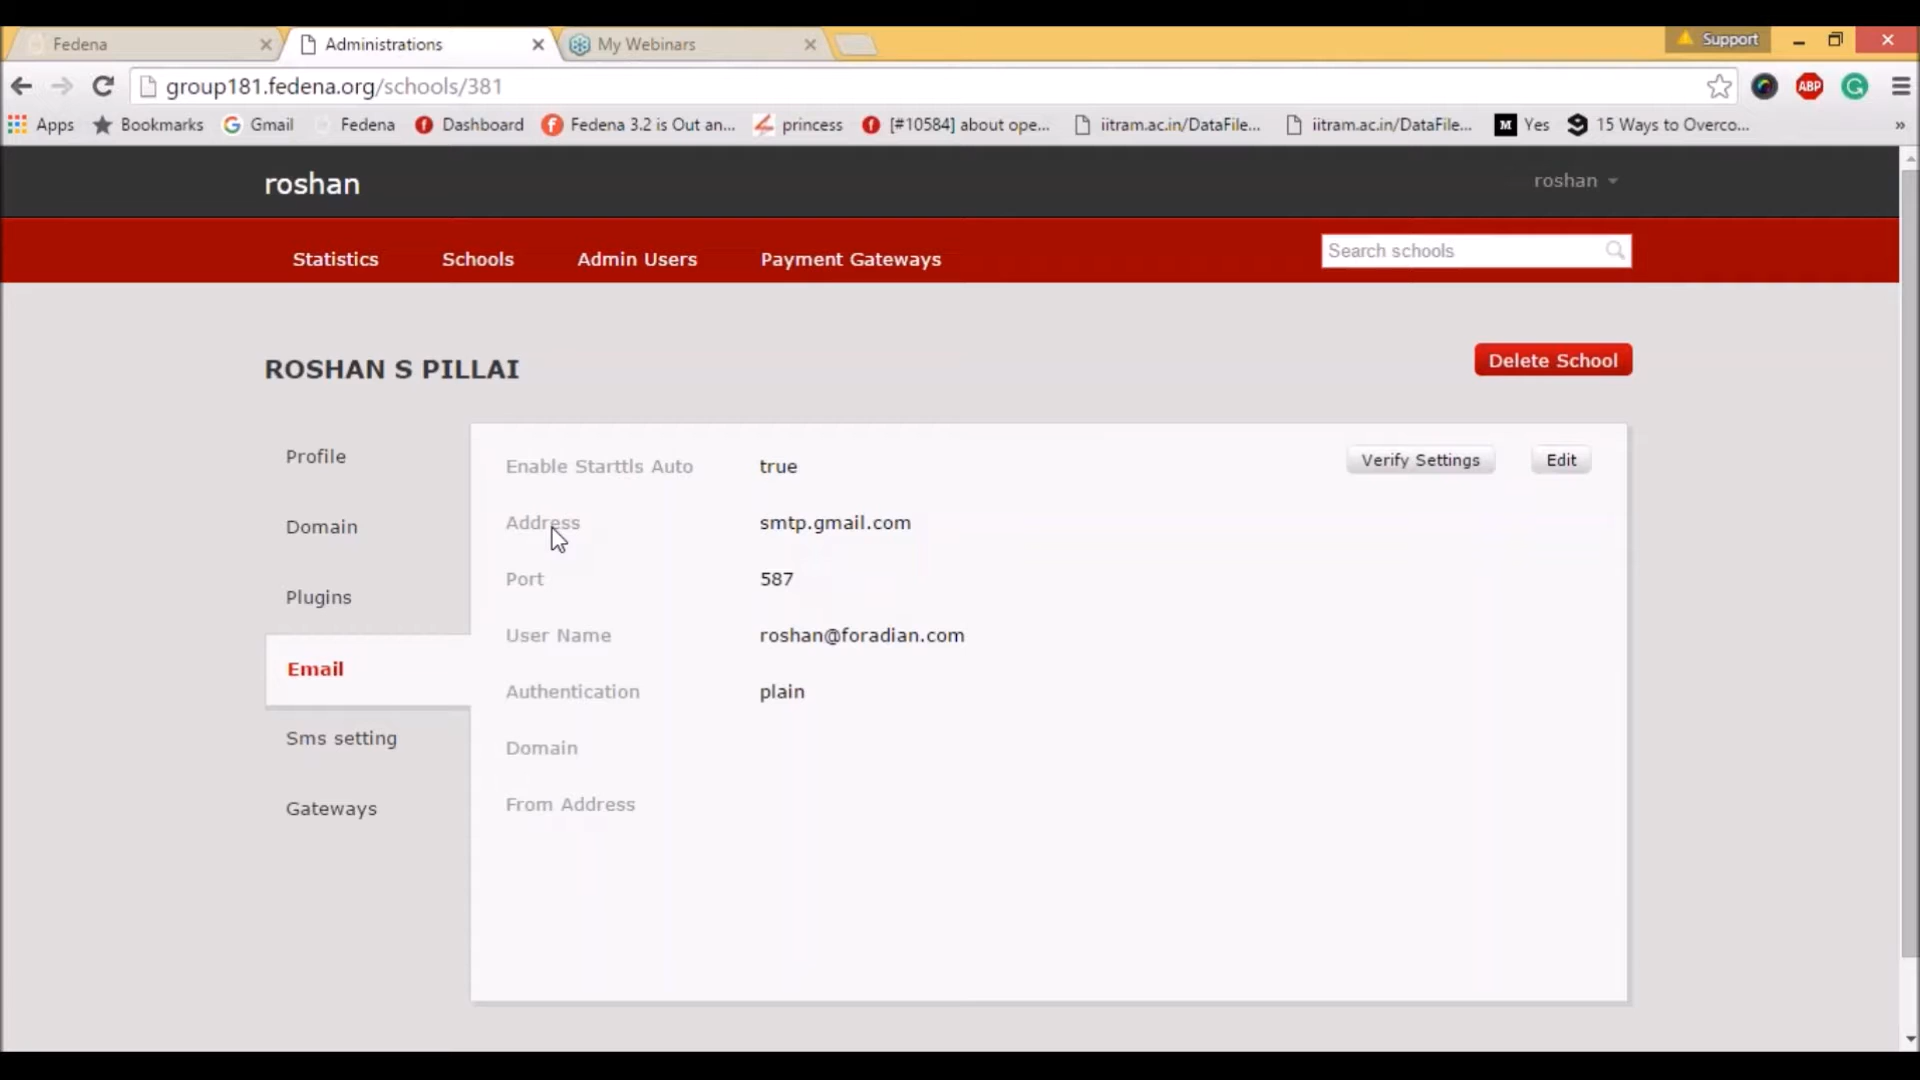 Fedena
Administrations
My Webinars
Support
group181.fedena.org/schools/381
ABP
Apps
Bookmarks
Gmail
Fedena
Dashboard
Fedena 3.2 is Out an...
princess
[#10584] about ope...
iitram.ac.in/DataFile...
iitram.ac.in/DataFile...
M
Yes
15 Ways to Overco...
»
roshan
roshan
Statistics
Schools
Admin Users
Payment Gateways
Search schools
ROSHAN S PILLAI
Delete School
Profile
Domain
Plugins
Email
Sms setting
Gateways
Enable Starttls Auto true
Verify Settings
Edit
Address smtp.gmail.com
Port 587
User Name roshan@foradian.com
Authentication plain
Domain
From Address